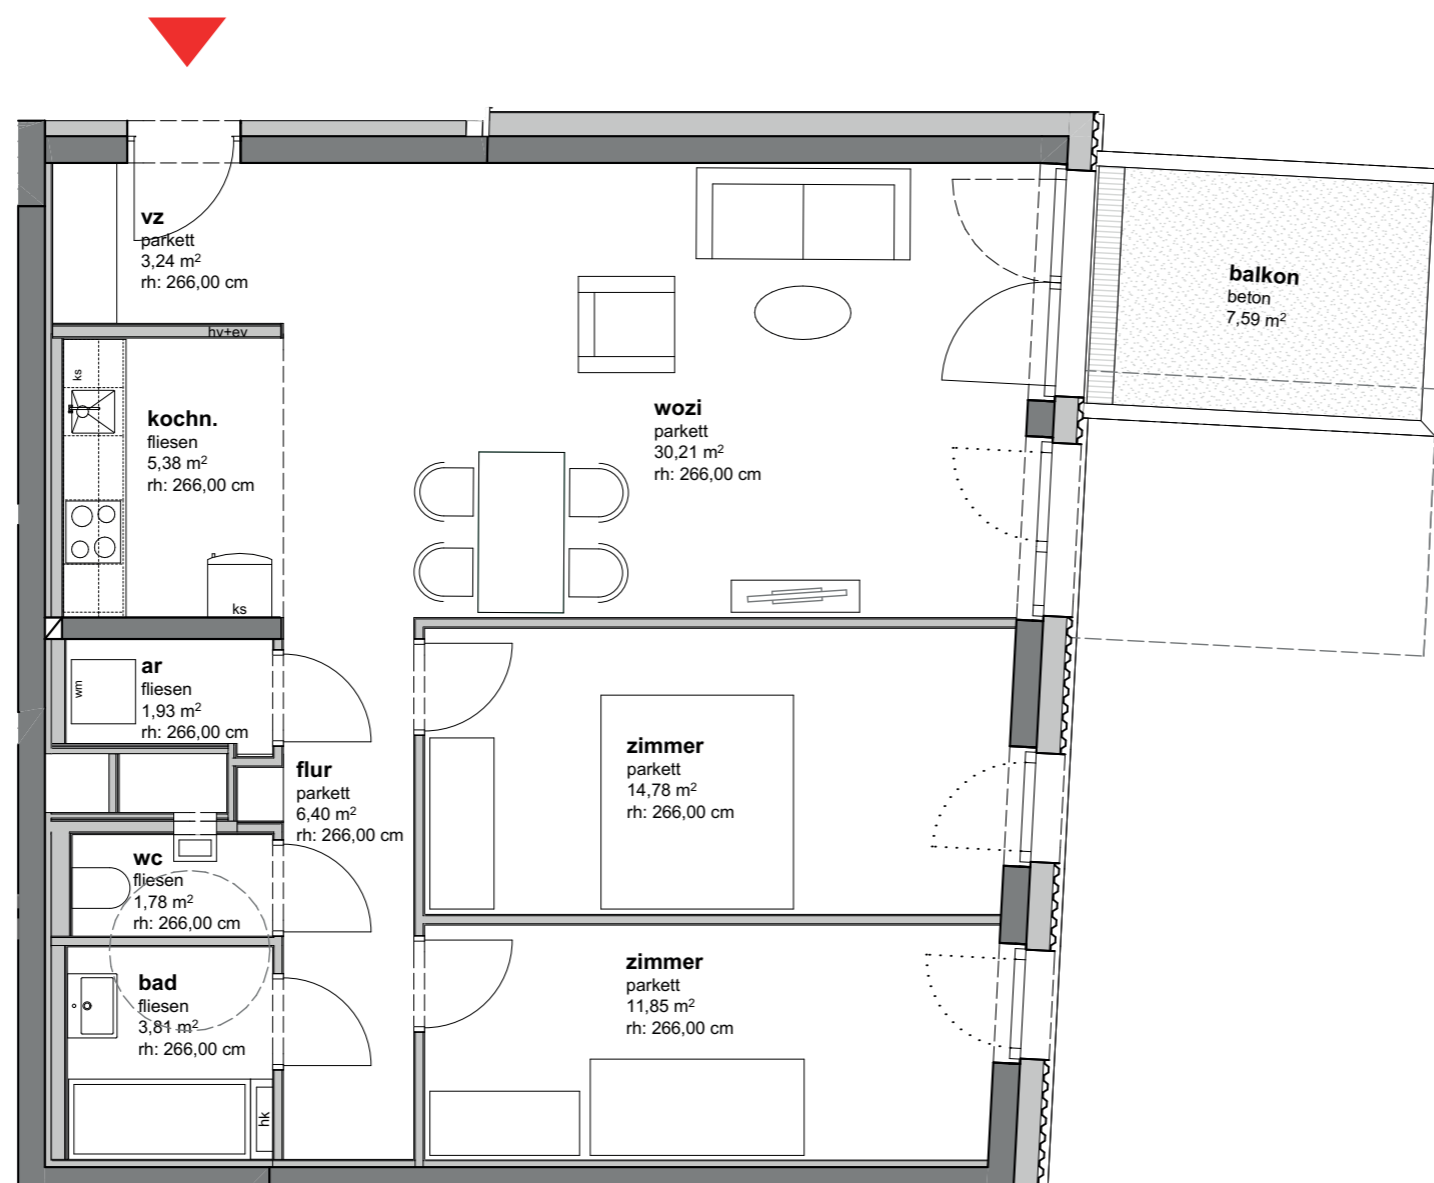 vz
parkett
3,24 m²
rh: 266,00 cm
hv+ev
ks
kochn.
fliesen
5,38 m²
rh: 266,00 cm
ks
wozi
parkett
30,21 m²
rh: 266,00 cm
balkon
beton
7,59 m²
ar
fliesen
1,93 m²
rh: 266,00 cm
wm
flur
parkett
6,40 m²
rh: 266,00 cm
zimmer
parkett
14,78 m²
rh: 266,00 cm
wc
fliesen
1,78 m²
rh: 266,00 cm
bad
fliesen
3,81 m²
rh: 266,00 cm
hk
zimmer
parkett
11,85 m²
rh: 266,00 cm